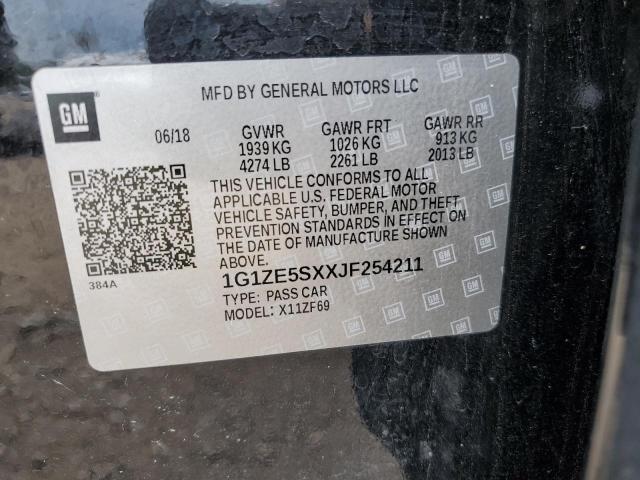 GM
MFD BY GENERAL MOTORS LLC
06/18 GVWR GAWR FRT GAWR RR
1939 KG 1026 KG 913 KG
4274 LB 2261 LB 2013 LB
THIS VEHICLE CONFORMS TO ALL
APPLICABLE U.S. FEDERAL MOTOR
VEHICLE SAFETY, BUMPER, AND THEFT
PREVENTION STANDARDS IN EFFECT ON
THE DATE OF MANUFACTURE SHOWN
ABOVE.
384A
1G1ZE5SXXJF254211
TYPE: PASS CAR
MODEL: X11ZF69